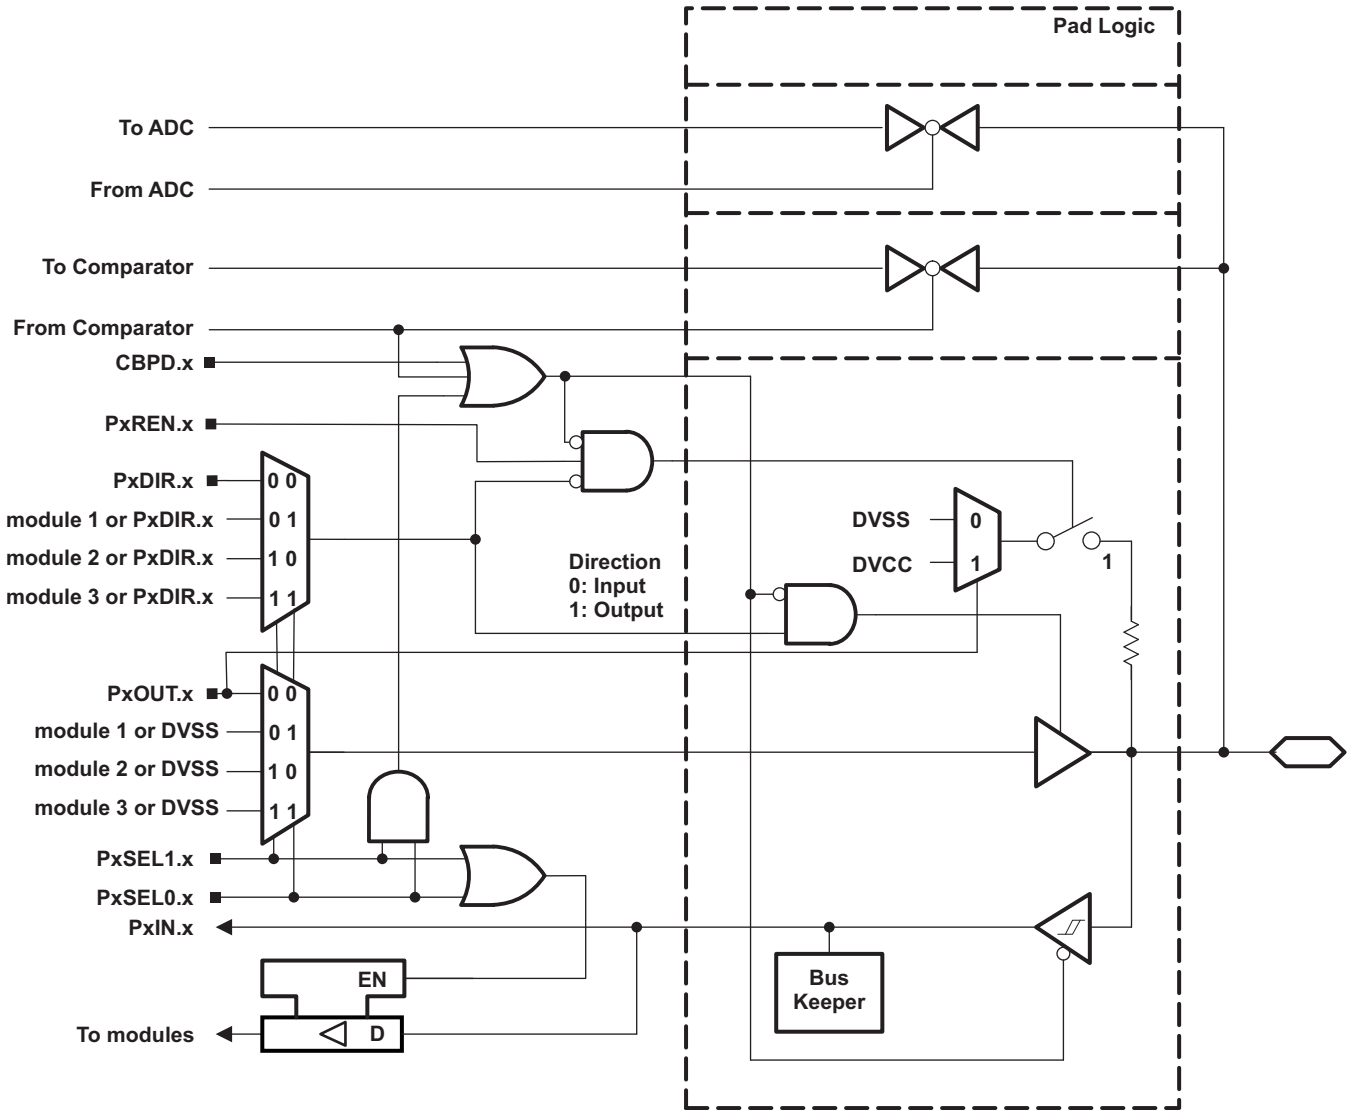 Pad Logic
To ADC
From ADC
To Comparator
From Comparator
CBPD.x
PxREN.x
PxDIR.x
0 0
module 1 or PxDIR.x
0 1
module 2 or PxDIR.x
1 0
module 3 or PxDIR.x
1 1
Direction
0: Input
1: Output
DVSS
0
DVCC
1
1
PxOUT.x
0 0
module 1 or DVSS
0 1
module 2 or DVSS
1 0
module 3 or DVSS
1 1
PxSEL1.x
PxSEL0.x
PxIN.x
Bus
Keeper
EN
To modules
D